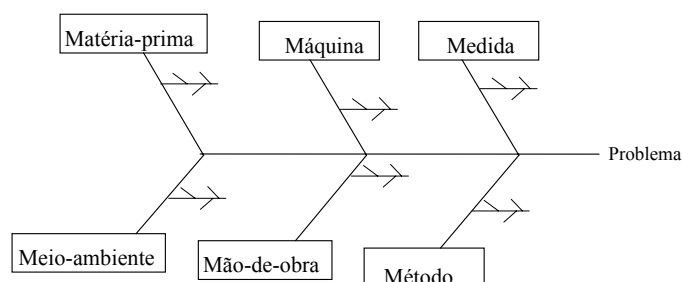 Matéria-prima
Máquina
Medida
Problema
Meio-ambiente
Mão-de-obra
Método